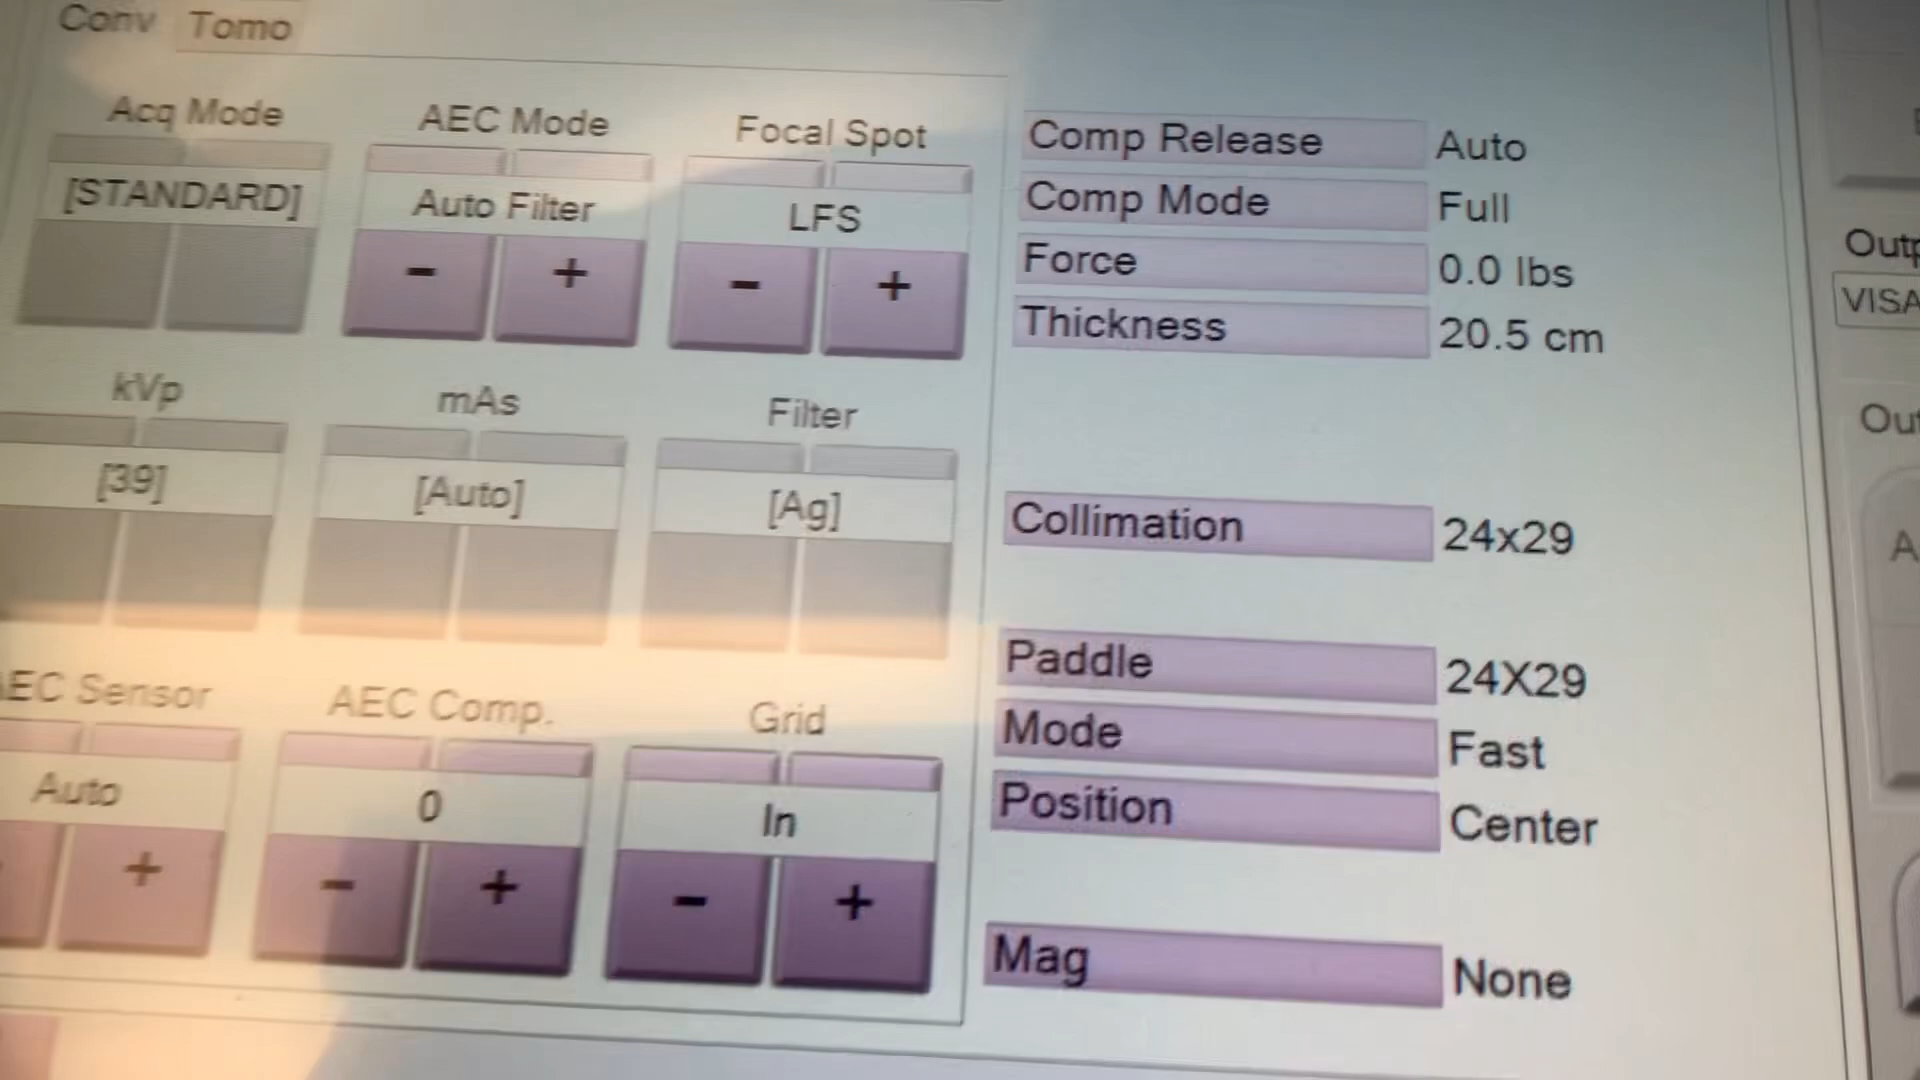 Conv Tomo
Acq Mode AEC Mode Focal Spot
[STANDARD] Auto Filter LFS
- + - +
kVp mAs Filter
[39] [Auto] [Ag]
EC Sensor AEC Comp. Grid
Auto 0 In
+ - + - +
Comp Release Auto
Comp Mode Full
Force 0.0 lbs
Thickness 20.5 cm
Collimation 24x29
Paddle 24X29
Mode Fast
Position Center
Mag None
Outp
VISA
Out
A